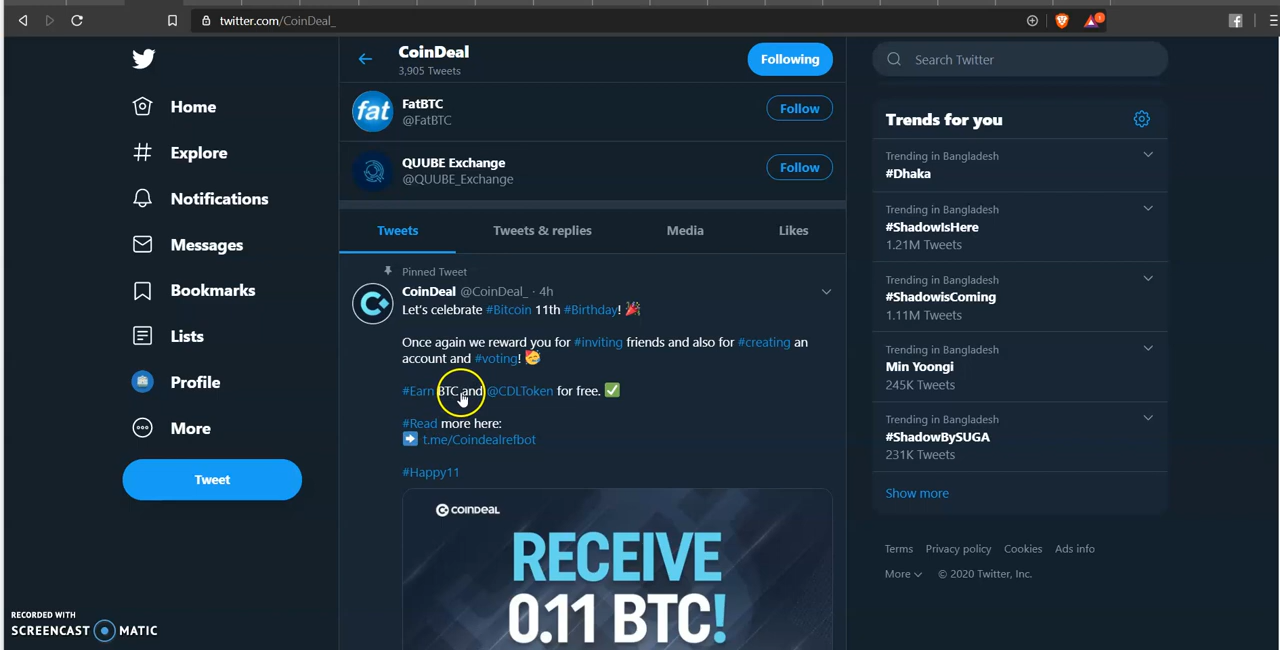 twitter.com/CoinDeal_
Home
Explore
Notifications
Messages
Bookmarks
Lists
Profile
More
Tweet
CoinDeal
3,905 Tweets
Following
fat
FatBTC
@FatBTC
Follow
QUUBE Exchange
@QUUBE_Exchange
Follow
Tweets
Tweets & replies
Media
Likes
Pinned Tweet
CoinDeal @CoinDeal_ · 4h
Let's celebrate #Bitcoin 11th #Birthday! 🎉
Once again we reward you for #inviting friends and also for #creating an
account and #voting! 🥳
#Earn BTC and @CDLToken for free. ✅
#Read more here:
➡ t.me/Coindealrefbot
#Happy11
COINDEAL
RECEIVE
0.11 BTC!
Search Twitter
Trends for you
Trending in Bangladesh
#Dhaka
Trending in Bangladesh
#ShadowIsHere
1.21M Tweets
Trending in Bangladesh
#ShadowisComing
1.11M Tweets
Trending in Bangladesh
Min Yoongi
245K Tweets
Trending in Bangladesh
#ShadowBySUGA
231K Tweets
Show more
Terms Privacy policy Cookies Ads info
More © 2020 Twitter, Inc.
RECORDED WITH
SCREENCAST MATIC